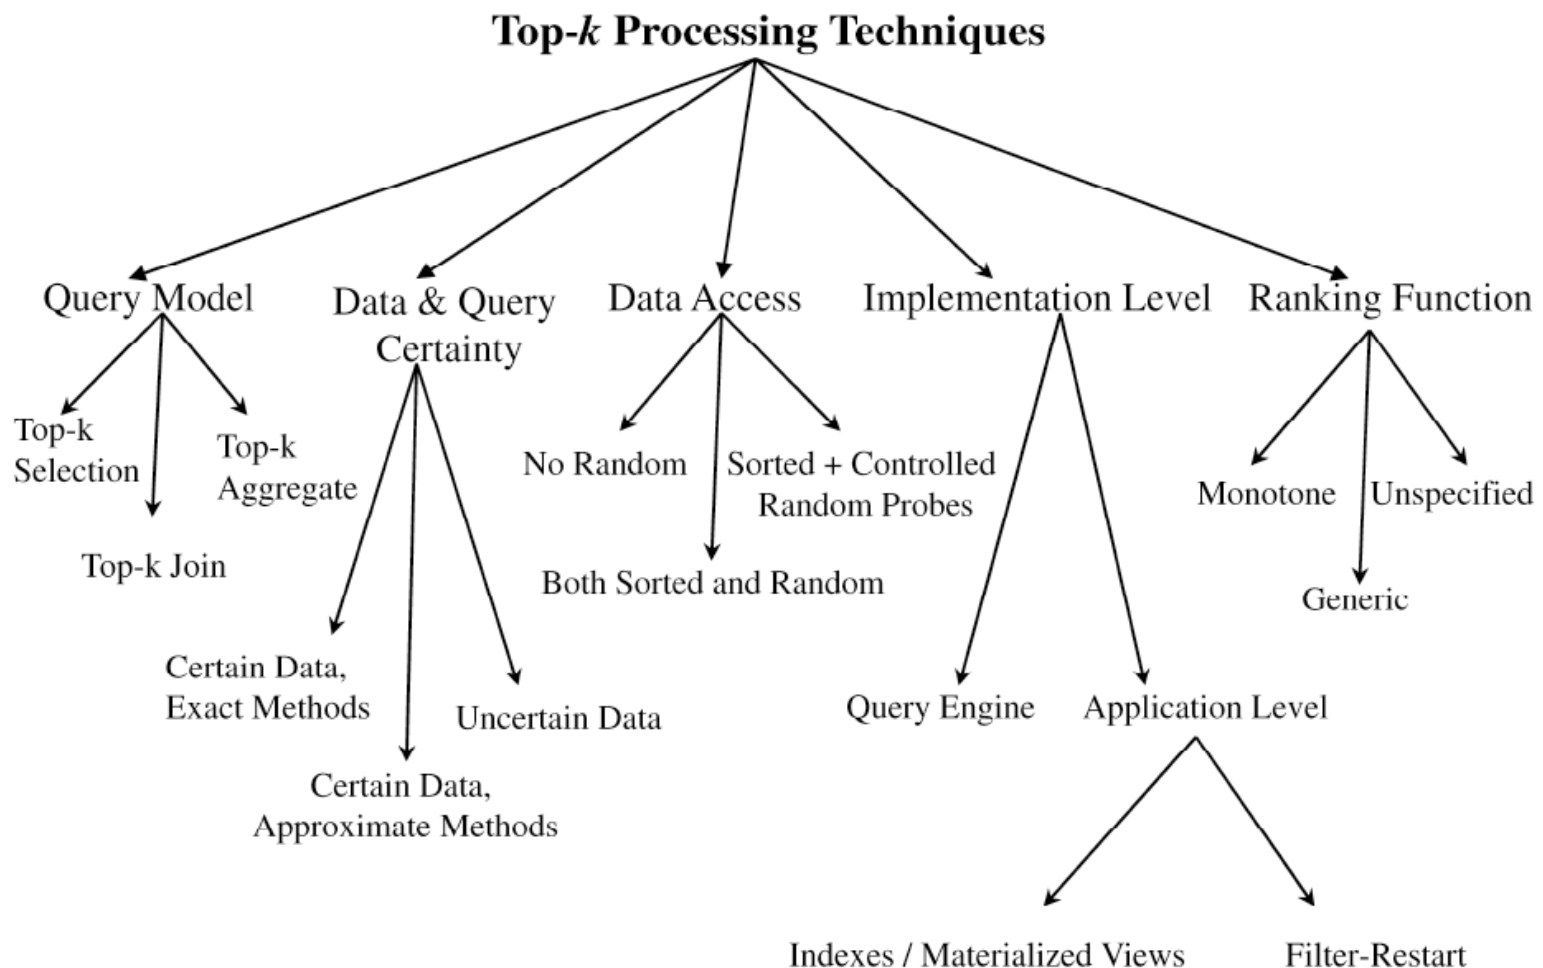 Top-k Processing Techniques
Query Model
Data & Query
Certainty
Data Access
Implementation Level
Ranking Function
Top-k
Selection
Top-k
Aggregate
Top-k Join
No Random
Sorted + Controlled
Random Probes
Both Sorted and Random
Monotone
Unspecified
Generic
Certain Data,
Exact Methods
Uncertain Data
Certain Data,
Approximate Methods
Query Engine
Application Level
Indexes / Materialized Views
Filter-Restart